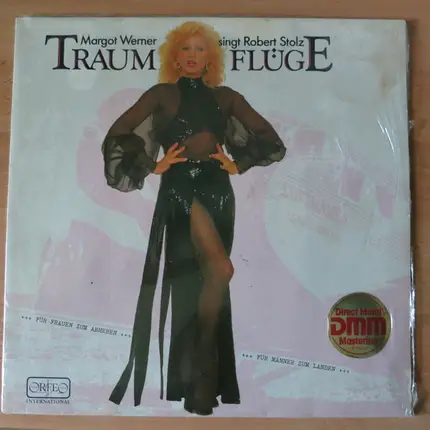 Margot Werner singt Robert Stolz
TRAUM FLÜGE
... FÜR FRAUEN ZUM ABHEBEN ...
... FÜR MÄNNER ZUM LANDEN ...
Direct Metal
DMM
Mastering
ORFEO
INTERNATIONAL